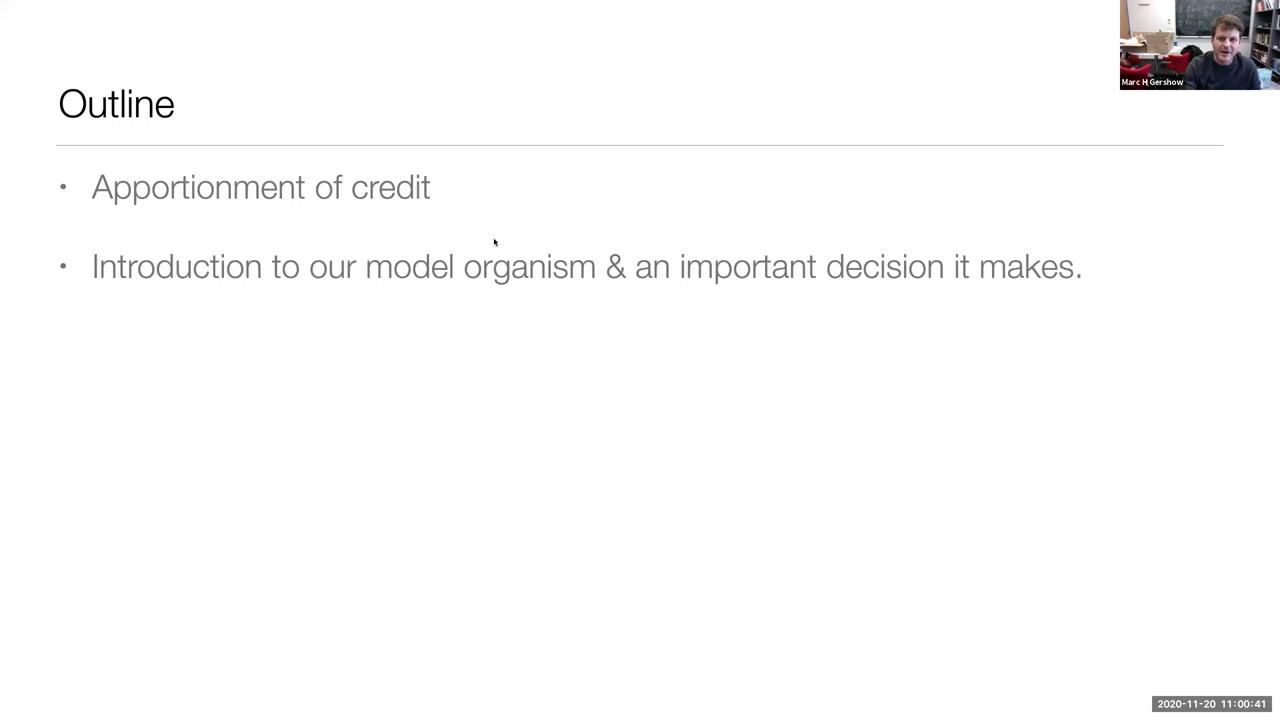 Marc H Gershow
Outline
• Apportionment of credit
• Introduction to our model organism & an important decision it makes.
2020-11-20 11:00:41